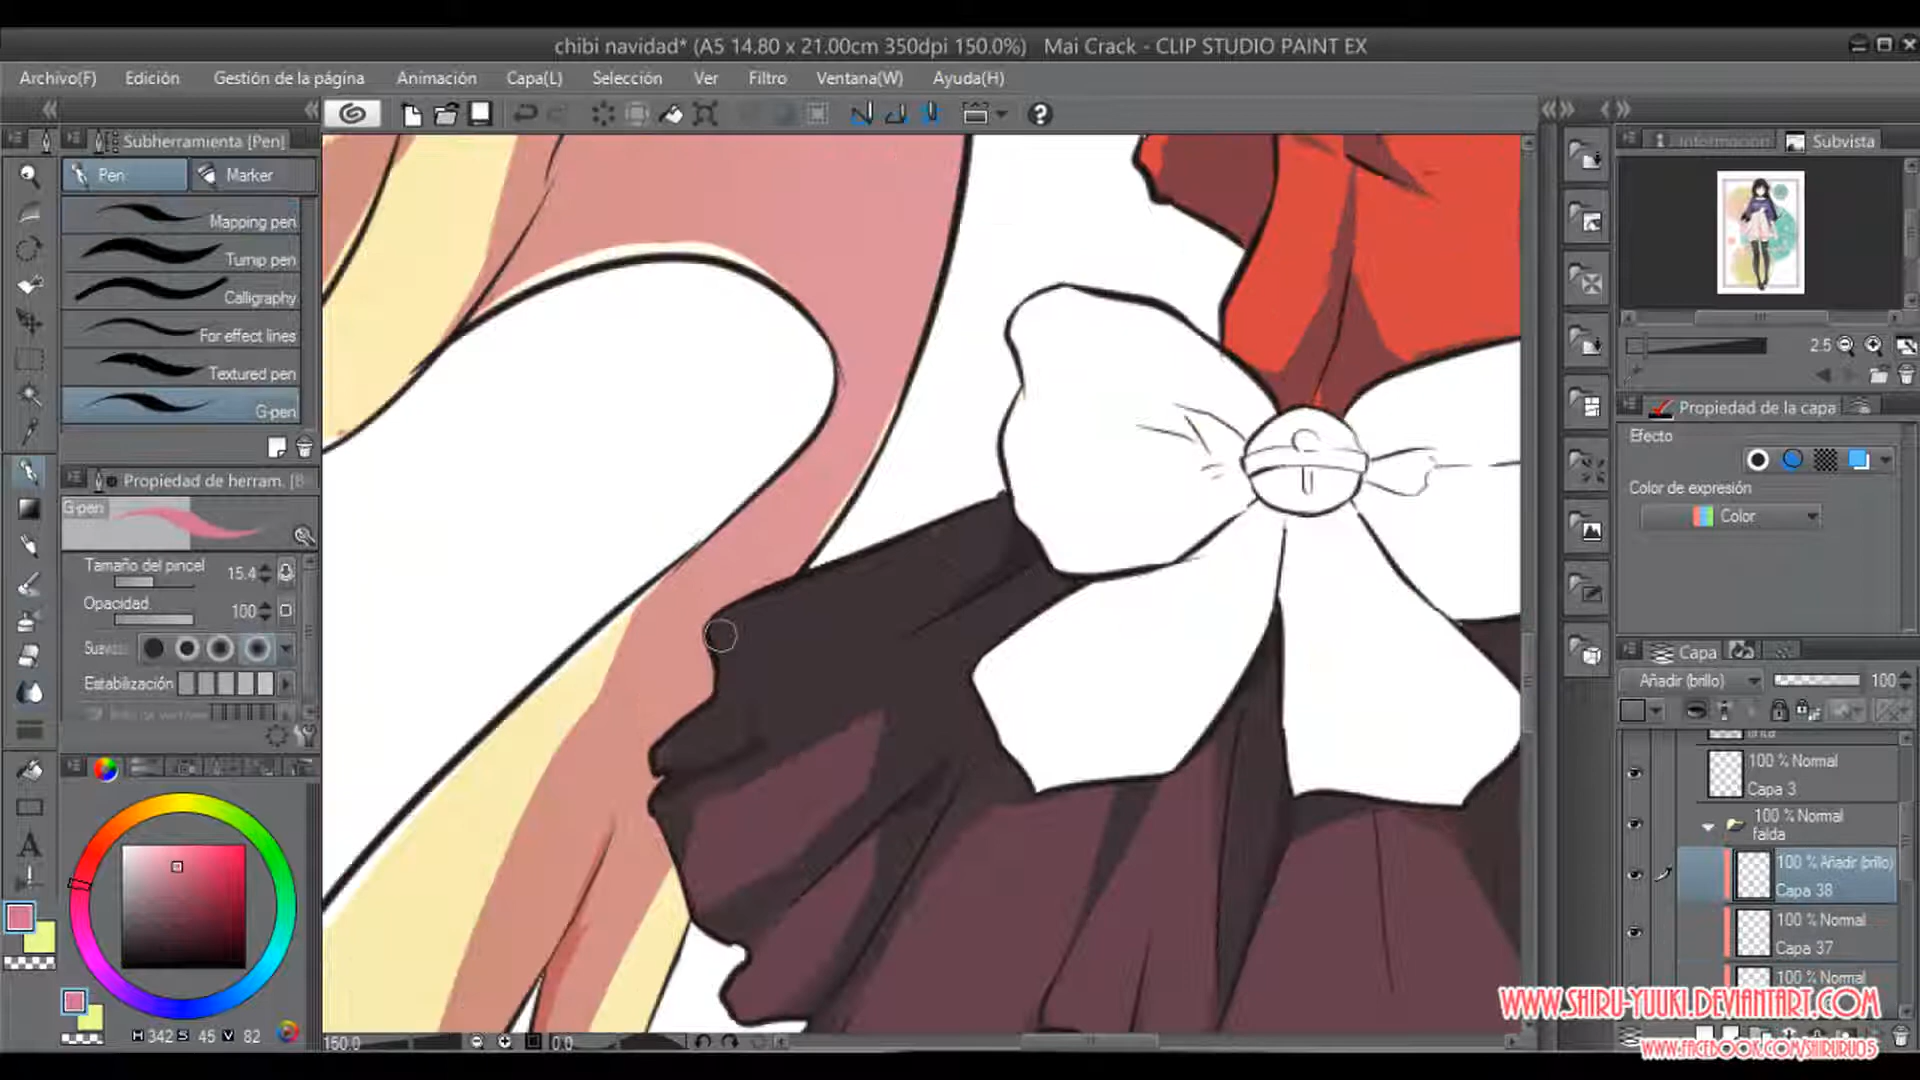 chibi navidad* (A5 14.80 x 21.00cm 350dpi 150.0%) Mai Crack - CLIP STUDIO PAINT EX
Archivo(F) Edición Gestión de la página Animación Capa(L) Selección Ver Filtro Ventana(W) Ayuda(H)
Subherramienta [Pen]
Pen Marker
Mapping pen
Turnip pen
Calligraphy
For effect lines
Textured pen
G-pen
Propiedad de herram. [B
G-pen
Tamaño del pincel 15.4
Opacidad 100
Suaviza
Estabilización
H 342 S 45 V 82
150.0 0.0
Información Subvista
2.5
Propiedad de la capa
Efecto
Color de expresión
Color
Capa
Añadir (brillo) 100
100 % Normal
Capa 3
100 % Normal
falda
100 % Añadir (brillo)
Capa 38
100 % Normal
Capa 37
100 % Normal
WWW.SHIRU-YUUKI.DEVIANTART.COM
WWW.FACEBOOK.COM/SHIRURU05